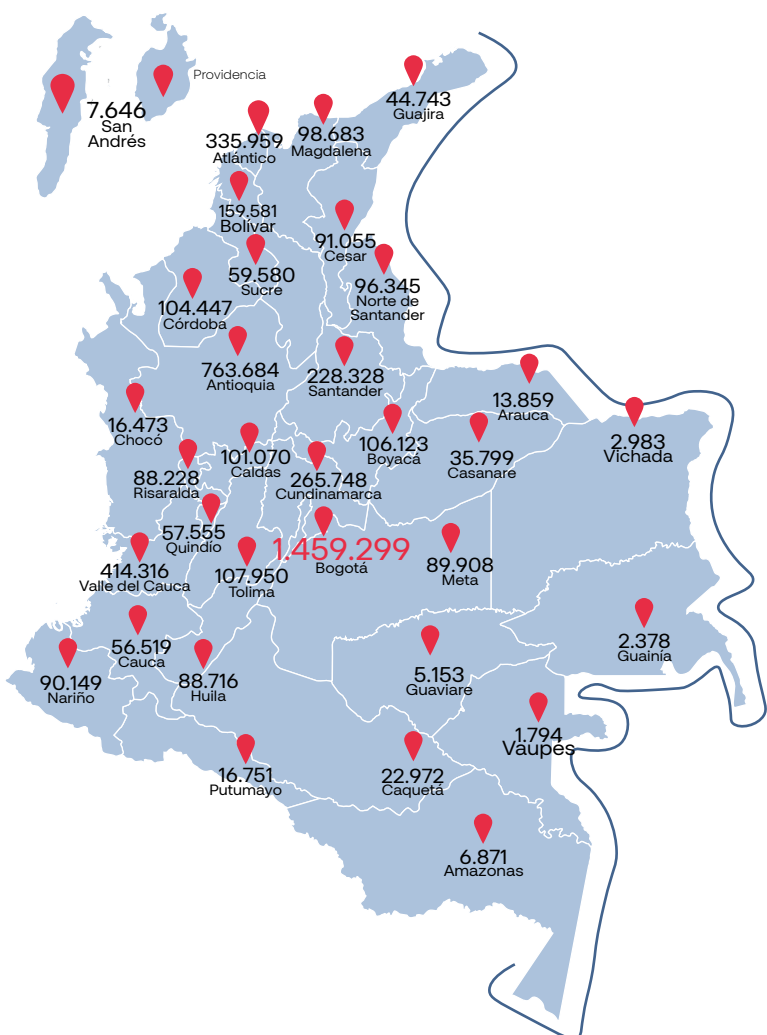 Providencia
7.646
San
Andrés
44.743
Guajira
335.959
Atlántico
98.683
Magdalena
159.581
Bolívar
91.055
Cesar
59.580
Sucre
96.345
Norte de
Santander
104.447
Córdoba
763.684
Antioquia
228.328
Santander
13.859
Arauca
16.473
Chocó
106.123
Boyacá
2.983
Vichada
101.070
Caldas
35.799
Casanare
88.228
Risaralda
265.748
Cundinamarca
57.555
Quindío
1.459.299
Bogotá
414.316
Valle del Cauca
107.950
Tolima
89.908
Meta
56.519
Cauca
2.378
Guainía
90.149
Nariño
88.716
Huila
5.153
Guaviare
1.794
Vaupés
16.751
Putumayo
22.972
Caquetá
6.871
Amazonas